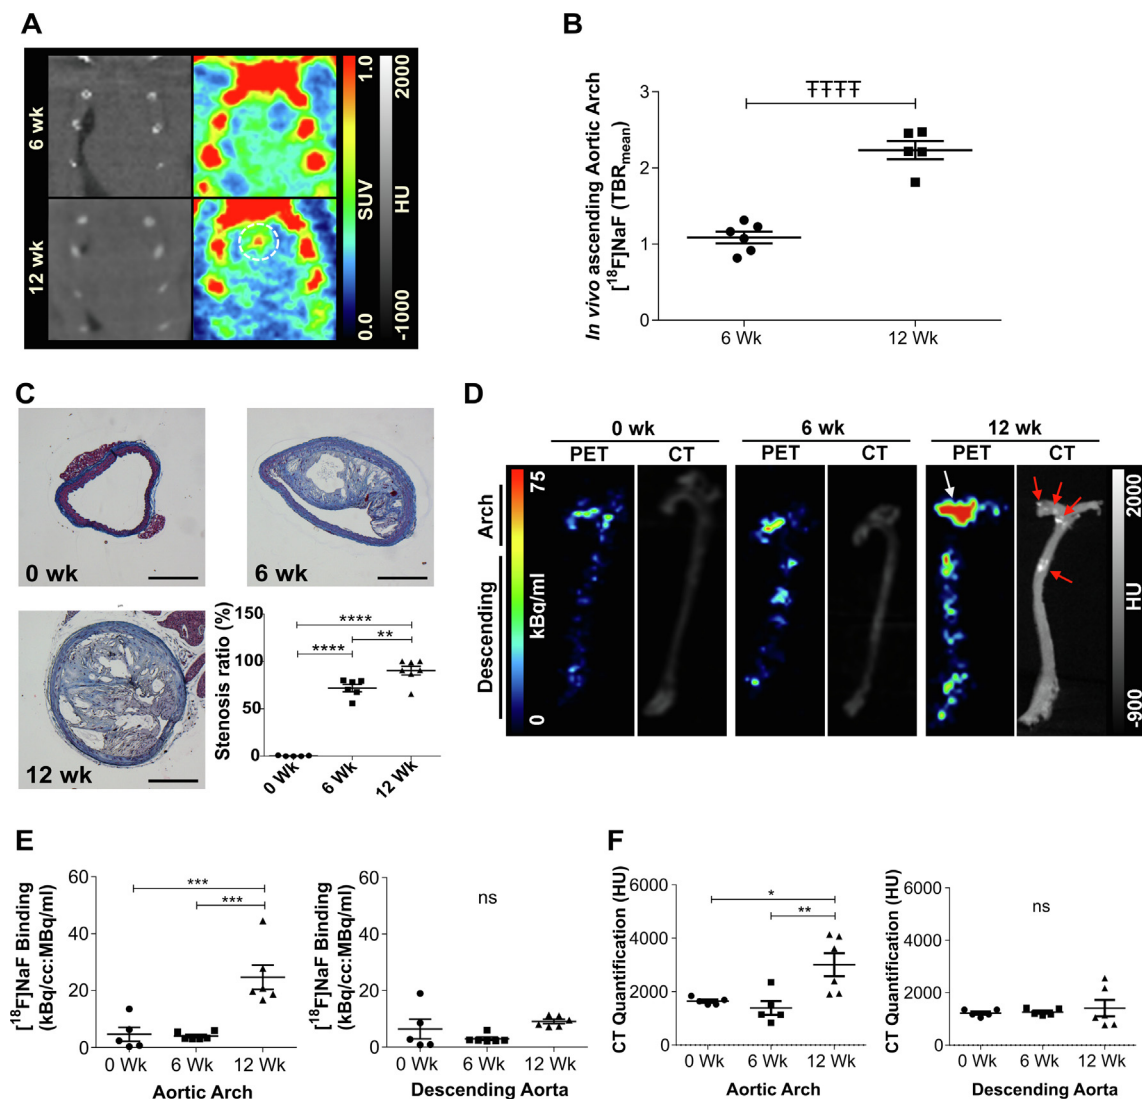 A
6 wk
12 wk
1.0
SUV
0.0
2000
HU
-1000
B
In vivo ascending Aortic Arch
[18F]NaF (TBRmean)
ŦŦŦŦ
3
2
1
0
6 Wk
12 Wk
C
0 wk
6 wk
12 wk
Stenosis ratio (%)
150
100
50
0
****
****
**
0 Wk
6 Wk
12 Wk
D
0 wk
6 wk
12 wk
PET
CT
PET
CT
PET
CT
Arch
Descending
75
kBq/ml
0
2000
HU
-900
E
[18F]NaF Binding
(kBq/cc:MBq/ml)
60
40
20
0
***
***
0 Wk
6 Wk
12 Wk
Aortic Arch
[18F]NaF Binding
(kBq/cc:MBq/ml)
60
40
20
0
ns
0 Wk
6 Wk
12 Wk
Descending Aorta
F
CT Quantification (HU)
6000
4000
2000
0
*
**
0 Wk
6 Wk
12 Wk
Aortic Arch
CT Quantification (HU)
6000
4000
2000
0
ns
0 Wk
6 Wk
12 Wk
Descending Aorta